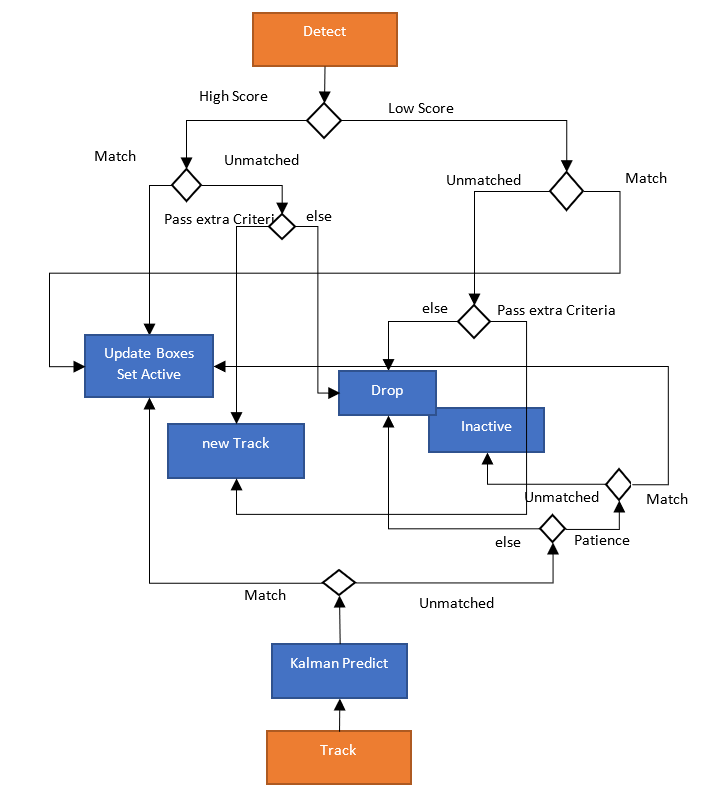 Detect
High Score
Low Score
Match
Unmatched
Unmatched
Match
Pass extra Criteri
else
else
Pass extra Criteria
Update Boxes
Set Active
Drop
Inactive
new Track
Unmatched
Match
else
Patience
Match
Unmatched
Kalman Predict
Track